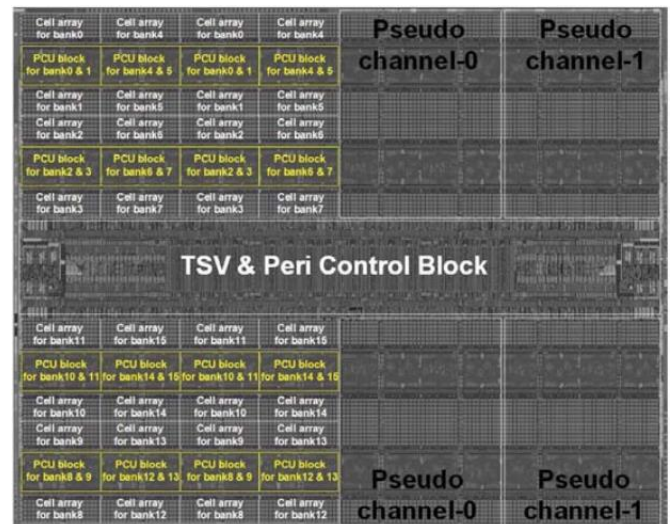 Cell array Cell array Cell array Cell array
for bank0 for bank4 for bank0 for bank4
PCU block PCU block PCU block PCU block
for bank0 & 1 for bank4 & 5 for bank0 & 1 for bank4 & 5
Cell array Cell array Cell array Cell array
for bank1 for bank5 for bank1 for bank5
Cell array Cell array Cell array Cell array
for bank2 for bank6 for bank2 for bank6
PCU block PCU block PCU block PCU block
for bank2 & 3 for bank6 & 7 for bank2 & 3 for bank6 & 7
Cell array Cell array Cell array Cell array
for bank3 for bank7 for bank3 for bank7
Pseudo Pseudo
channel-0 channel-1
TSV & Peri Control Block
Cell array Cell array Cell array Cell array
for bank11 for bank15 for bank11 for bank15
PCU block PCU block PCU block PCU block
for bank10 & 11 for bank14 & 15 for bank10 & 11 for bank14 & 15
Cell array Cell array Cell array Cell array
for bank10 for bank14 for bank10 for bank14
Cell array Cell array Cell array Cell array
for bank9 for bank13 for bank9 for bank13
PCU block PCU block PCU block PCU block
for bank8 & 9 for bank12 & 13 for bank8 & 9 for bank12 & 13
Cell array Cell array Cell array Cell array
for bank8 for bank12 for bank8 for bank12
Pseudo Pseudo
channel-0 channel-1